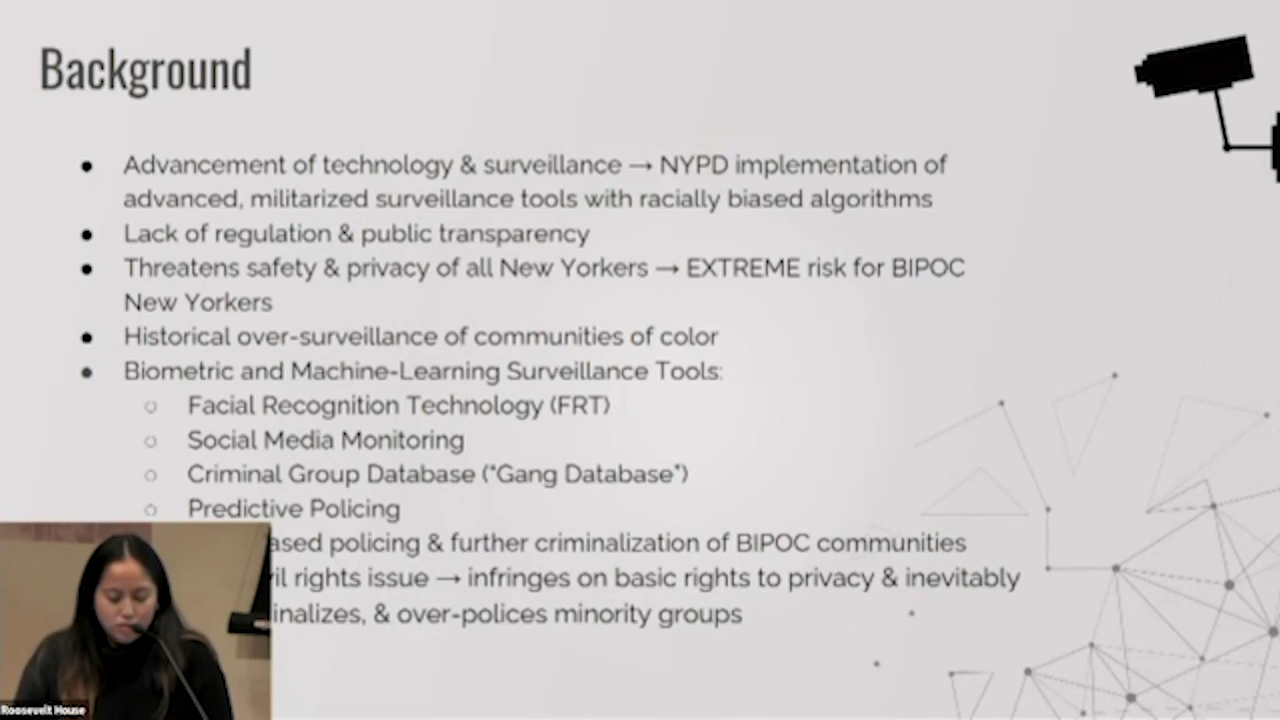 Background
● Advancement of technology & surveillance → NYPD implementation of
advanced, militarized surveillance tools with racially biased algorithms
● Lack of regulation & public transparency
● Threatens safety & privacy of all New Yorkers → EXTREME risk for BIPOC
New Yorkers
● Historical over-surveillance of communities of color
● Biometric and Machine-Learning Surveillance Tools:
○ Facial Recognition Technology (FRT)
○ Social Media Monitoring
○ Criminal Group Database ("Gang Database")
○ Predictive Policing
ased policing & further criminalization of BIPOC communities
il rights issue → infringes on basic rights to privacy & inevitably
inalizes, & over-polices minority groups
Roosevelt House